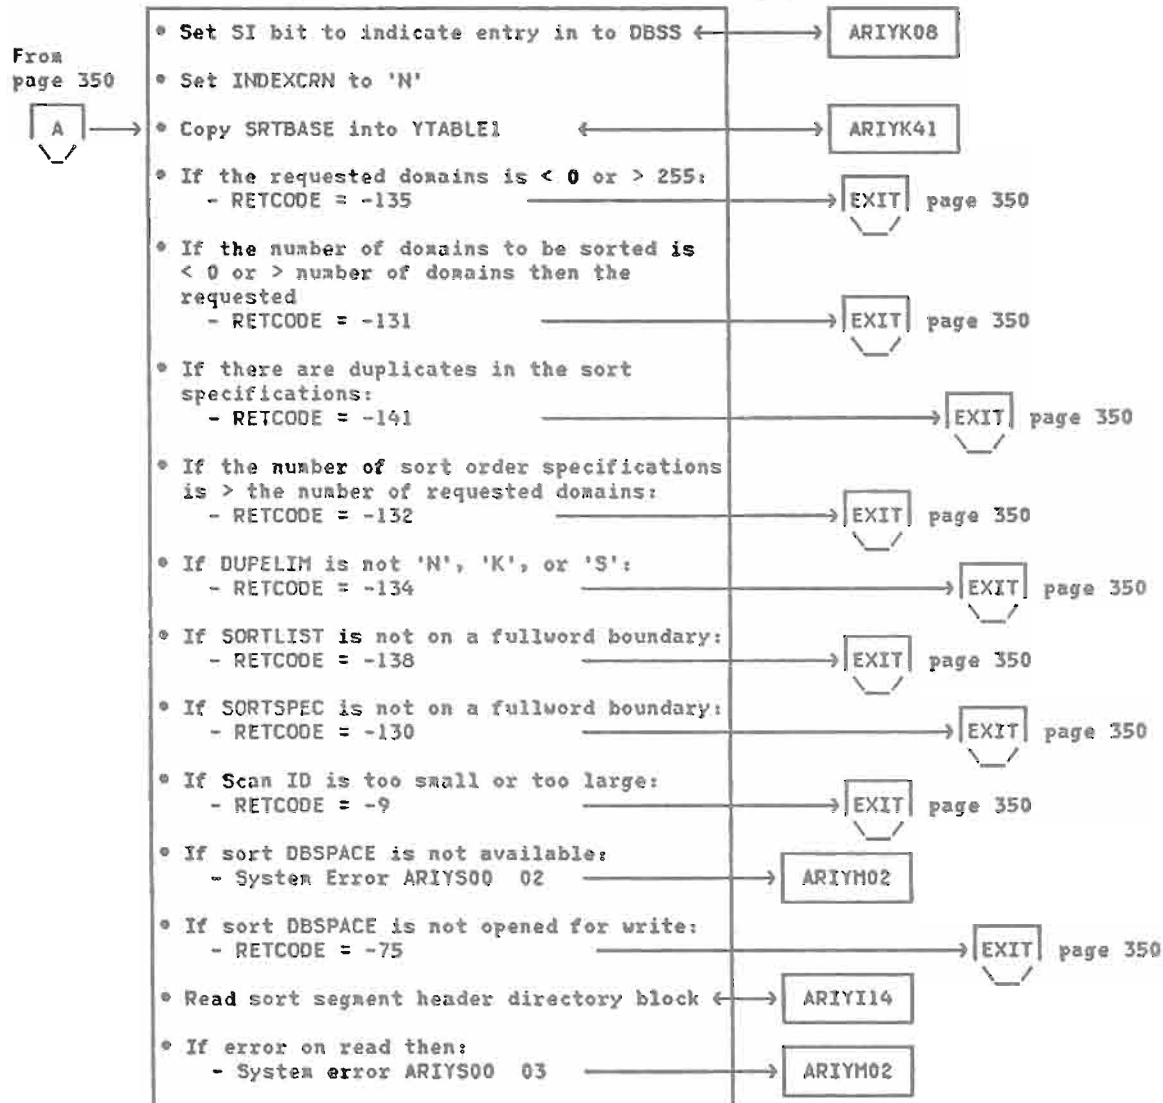 • Set SI bit to indicate entry in to DBSS ARIYK08
From
page 350
• Set INDEXCRN to 'N'
A • Copy SRTBASE into YTABLE1 ARIYK41
• If the requested domains is < 0 or > 255:
- RETCODE = -135 EXIT page 350
• If the number of domains to be sorted is
< 0 or > number of domains then the
requested
- RETCODE = -131 EXIT page 350
• If there are duplicates in the sort
specifications:
- RETCODE = -141 EXIT page 350
• If the number of sort order specifications
is > the number of requested domains:
- RETCODE = -132 EXIT page 350
• If DUPELIM is not 'N', 'K', or 'S':
- RETCODE = -134 EXIT page 350
• If SORTLIST is not on a fullword boundary:
- RETCODE = -138 EXIT page 350
• If SORTSPEC is not on a fullword boundary:
- RETCODE = -130 EXIT page 350
• If Scan ID is too small or too large:
- RETCODE = -9 EXIT page 350
• If sort DBSPACE is not available:
- System Error ARIYS00 02 ARIYM02
• If sort DBSPACE is not opened for write:
- RETCODE = -75 EXIT page 350
• Read sort segment header directory block ARIYI14
• If error on read then:
- System error ARIYS00 03 ARIYM02